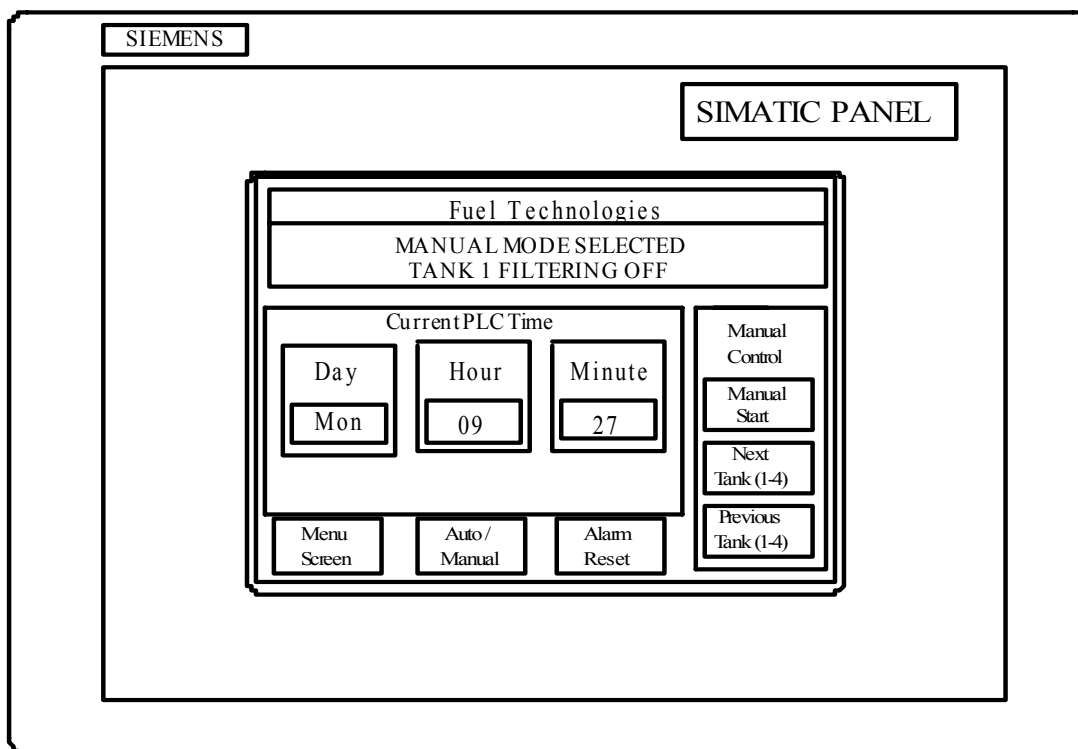 SIEMENS
SIMATIC PANEL
Fuel Technologies
MANUAL MODE SELECTED
TANK 1 FILTERING OFF
Current PLC Time
Day
Mon
Hour
09
Minute
27
Manual
Control
Manual
Start
Next
Tank (1-4)
Previous
Tank (1-4)
Menu
Screen
Auto /
Manual
Alarm
Reset